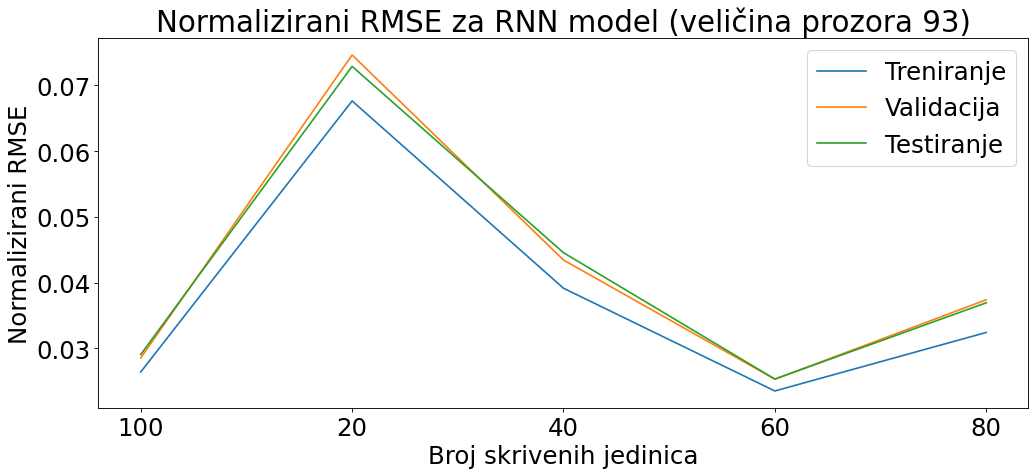 Normalizirani RMSE za RNN model (veličina prozora 93)
Treniranje
Validacija
Testiranje
Normalizirani RMSE
0.07
0.06
0.05
0.04
0.03
100 20 40 60 80
Broj skrivenih jedinica